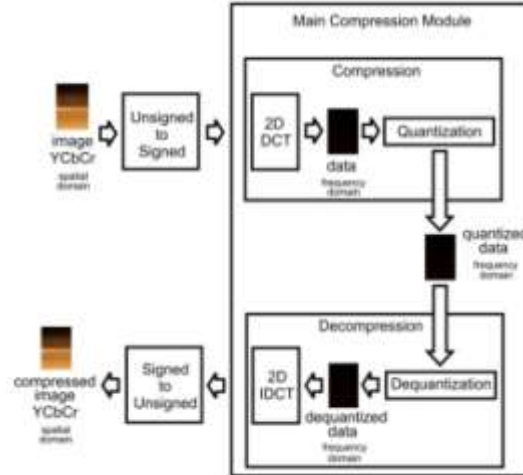 Main Compression Module
Compression
image
YCbCr
spatial
domain
Unsigned
to
Signed
2D
DCT
data
frequency
domain
Quantization
quantized
data
frequency
domain
Decompression
compressed
image
YCbCr
spatial
domain
Signed
to
Unsigned
2D
IDCT
dequantized
data
frequency
domain
Dequantization